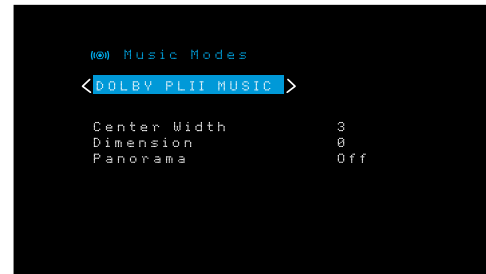 Music Modes
DOLBY PLII MUSIC
Center Width 3
Dimension 0
Panorama Off